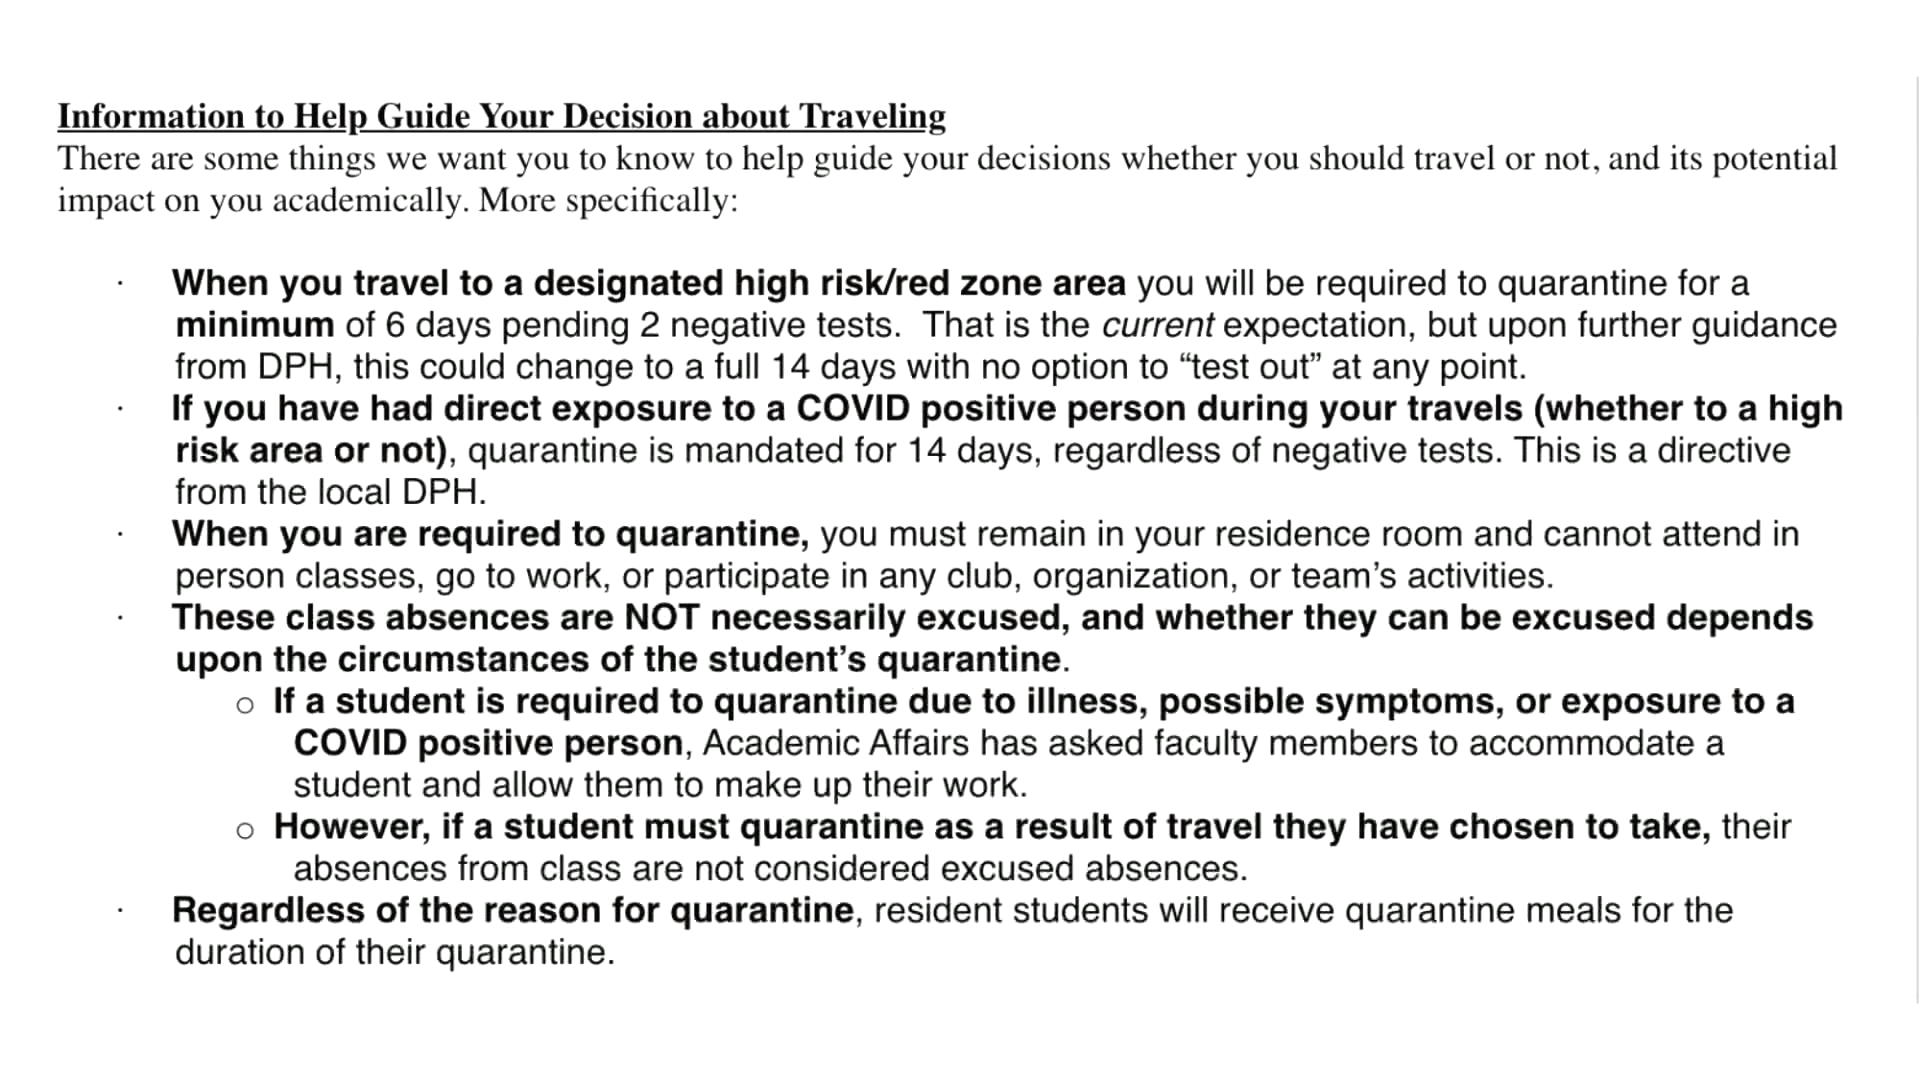 Information to Help Guide Your Decision about Traveling
There are some things we want you to know to help guide your decisions whether you should travel or not, and its potential
impact on you academically. More specifically:
· When you travel to a designated high risk/red zone area you will be required to quarantine for a
minimum of 6 days pending 2 negative tests.  That is the current expectation, but upon further guidance
from DPH, this could change to a full 14 days with no option to “test out” at any point.
· If you have had direct exposure to a COVID positive person during your travels (whether to a high
risk area or not), quarantine is mandated for 14 days, regardless of negative tests. This is a directive
from the local DPH.
· When you are required to quarantine, you must remain in your residence room and cannot attend in
person classes, go to work, or participate in any club, organization, or team’s activities.
· These class absences are NOT necessarily excused, and whether they can be excused depends
upon the circumstances of the student’s quarantine.
o If a student is required to quarantine due to illness, possible symptoms, or exposure to a
COVID positive person, Academic Affairs has asked faculty members to accommodate a
student and allow them to make up their work.
o However, if a student must quarantine as a result of travel they have chosen to take, their
absences from class are not considered excused absences.
· Regardless of the reason for quarantine, resident students will receive quarantine meals for the
duration of their quarantine.